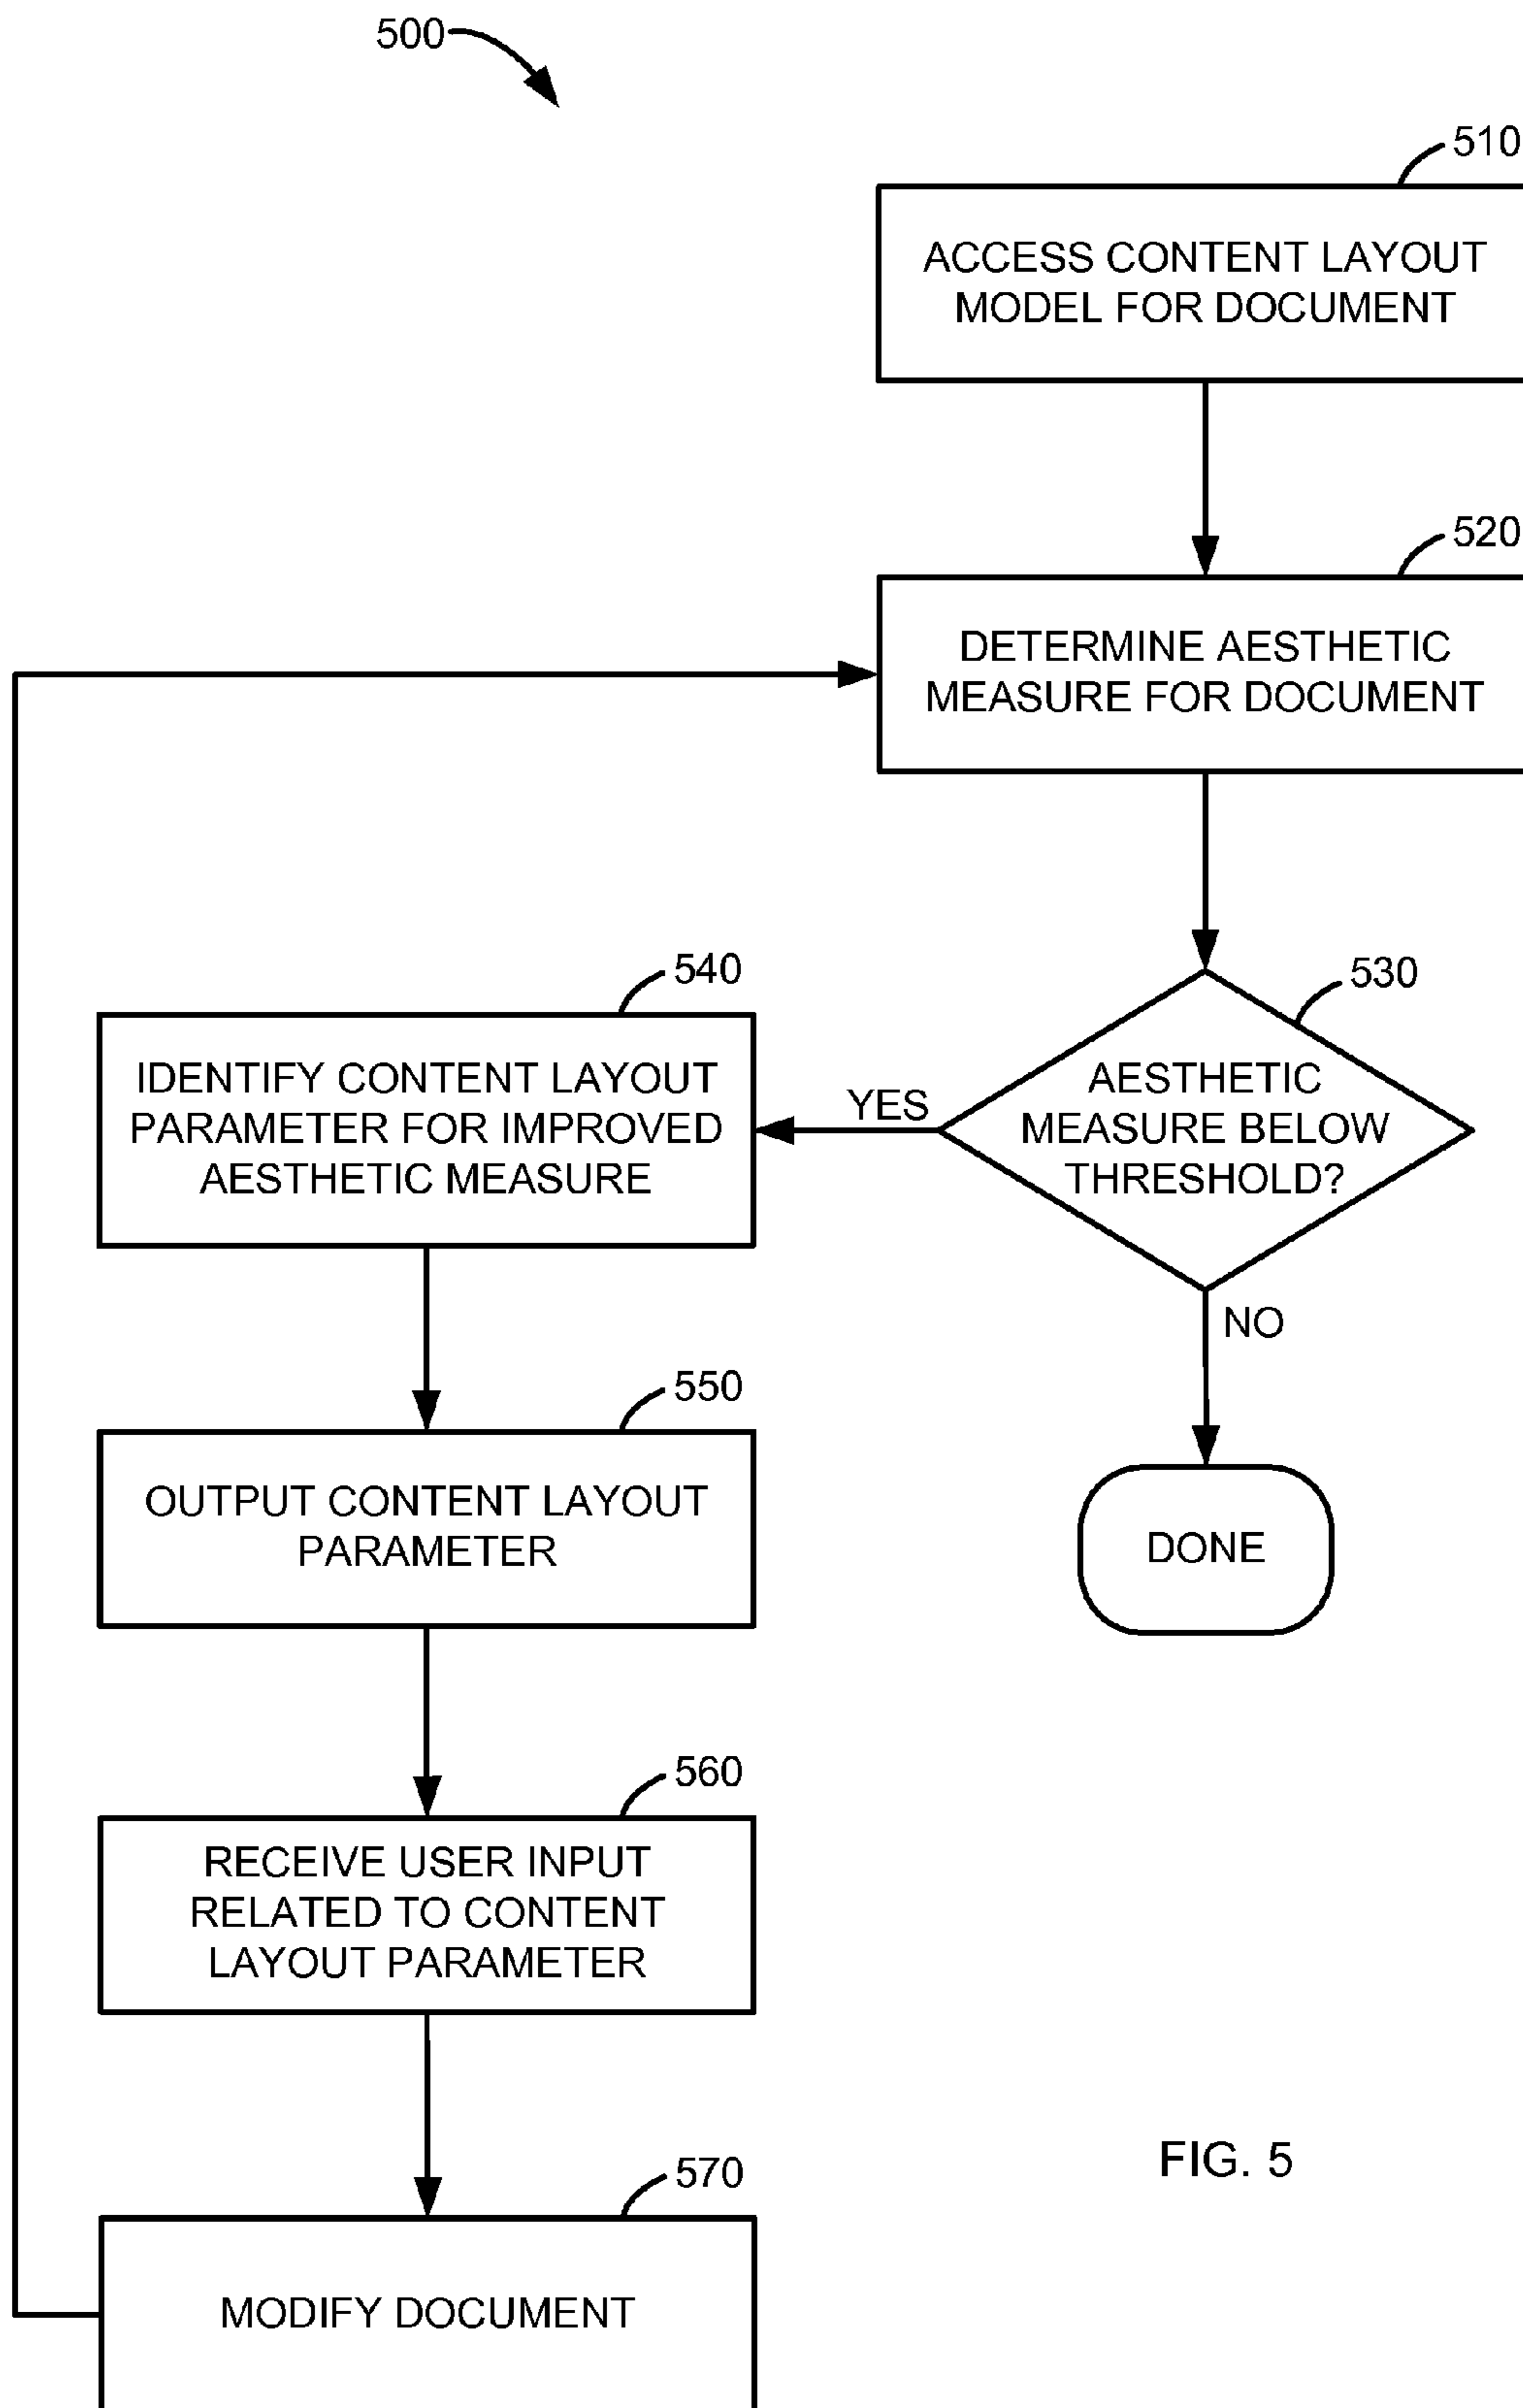 500
510
ACCESS CONTENT LAYOUT
MODEL FOR DOCUMENT
520
DETERMINE AESTHETIC
MEASURE FOR DOCUMENT
530
AESTHETIC
MEASURE BELOW
THRESHOLD?
YES
NO
DONE
540
IDENTIFY CONTENT LAYOUT
PARAMETER FOR IMPROVED
AESTHETIC MEASURE
550
OUTPUT CONTENT LAYOUT
PARAMETER
560
RECEIVE USER INPUT
RELATED TO CONTENT
LAYOUT PARAMETER
570
MODIFY DOCUMENT
FIG. 5